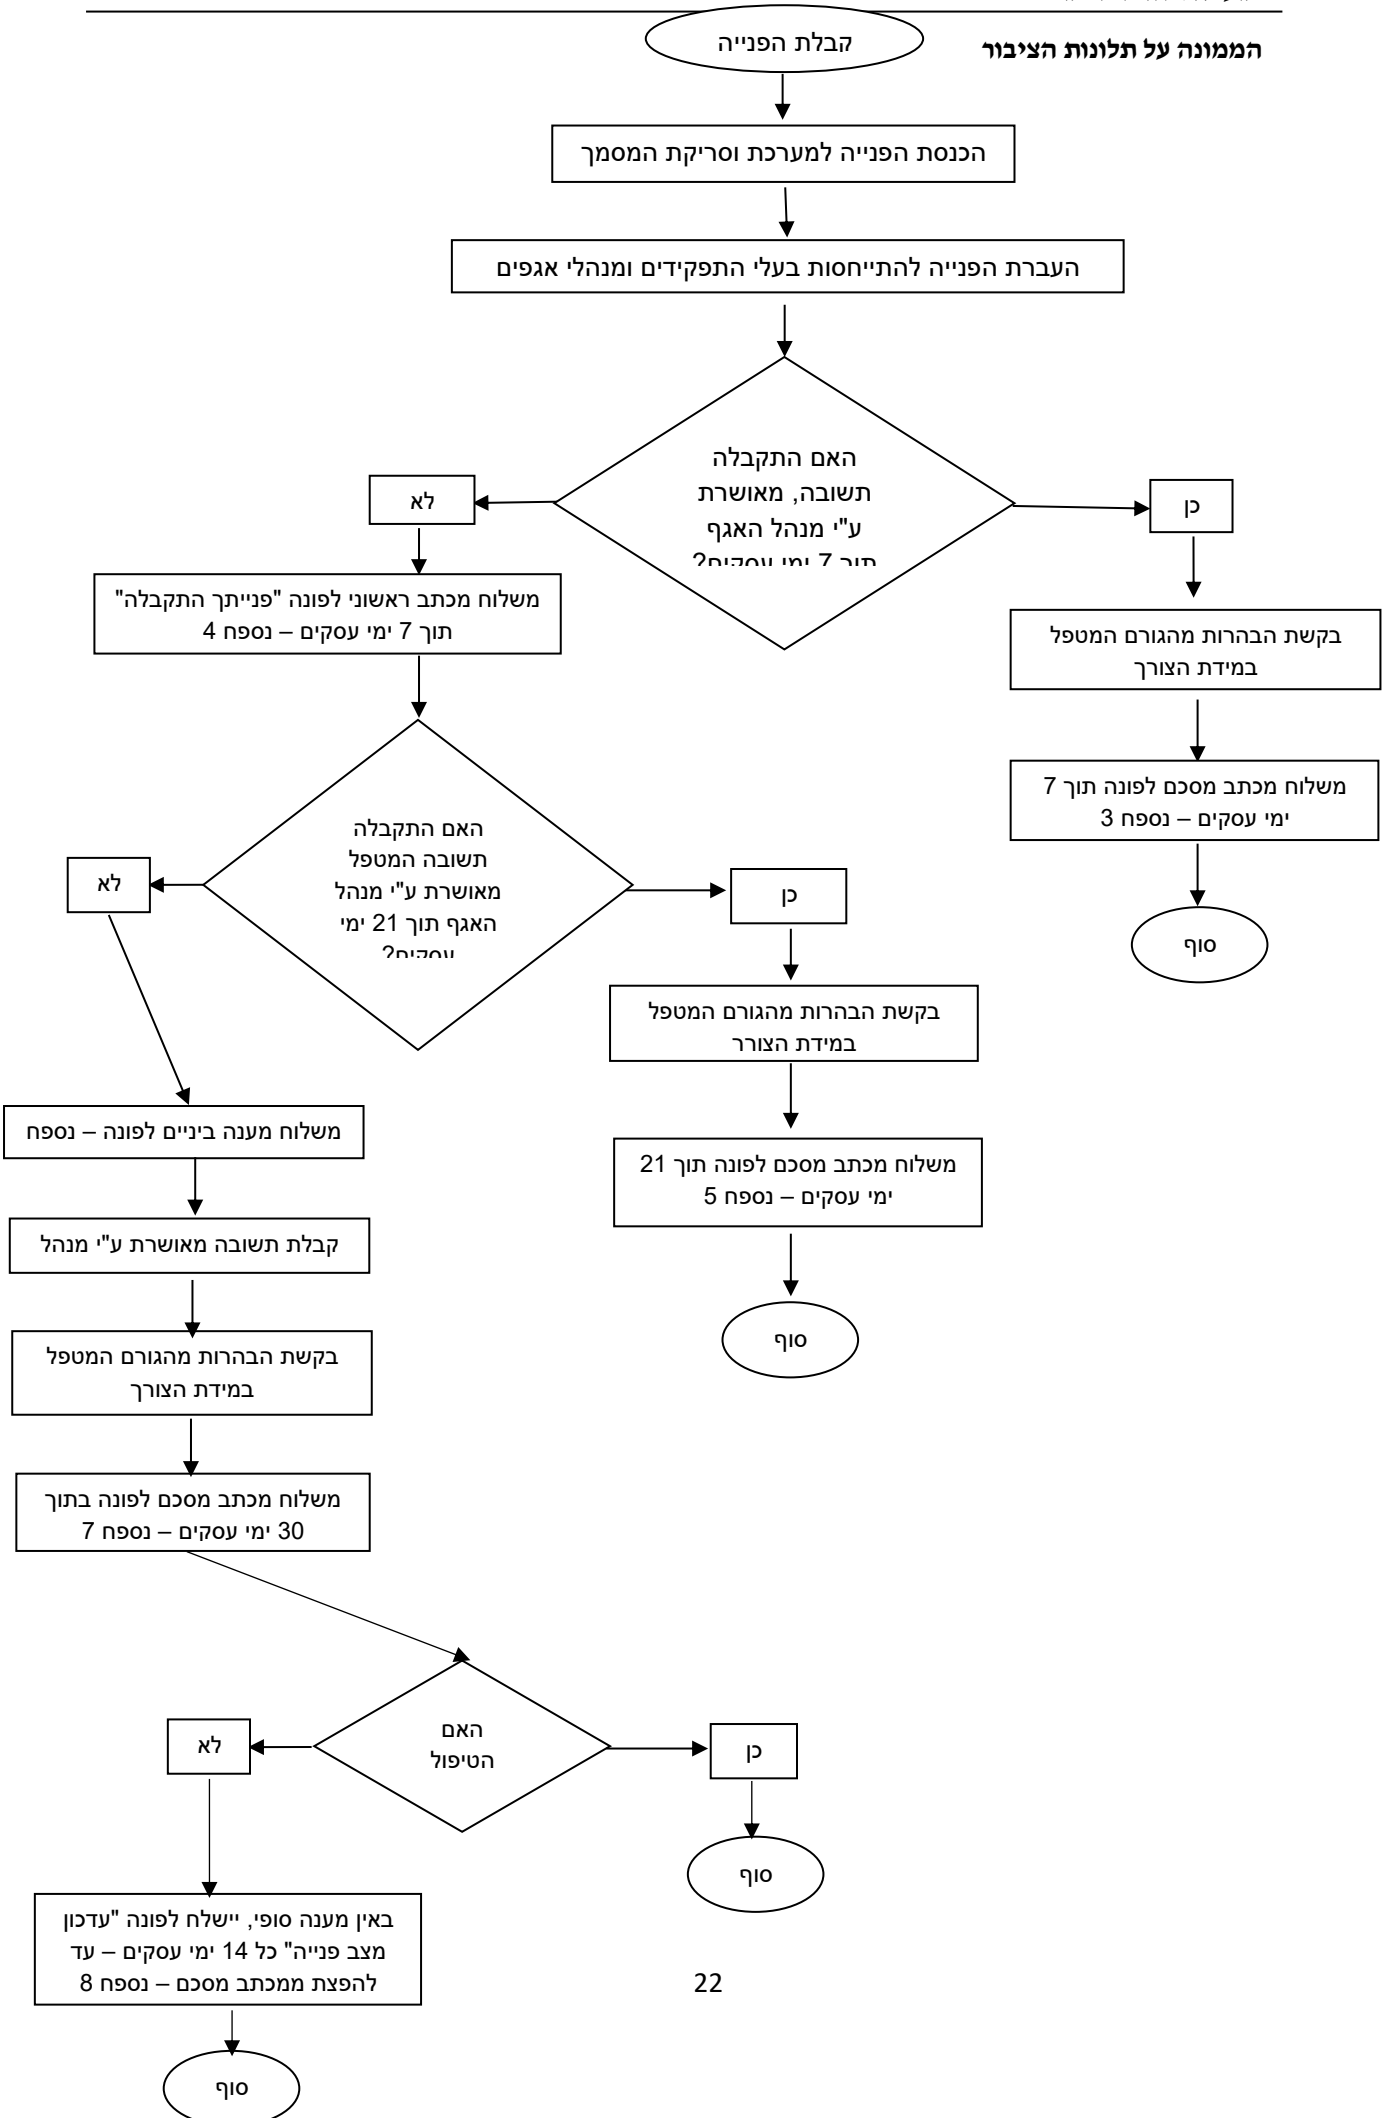 הממונה על תלונות הציבור
קבלת הפנייה
הכנסת הפנייה למערכת וסריקת המסמך
העברת הפנייה להתייחסות בעלי התפקידים ומנהלי אגפים
האם התקבלה
תשובה, מאושרת
ע"י מנהל האגף
תוך 7 ימי עסקים?
כן
בקשת הבהרות מהגורם המטפל
במידת הצורך
משלוח מכתב מסכם לפונה תוך 7
ימי עסקים – נספח 3
סוף
לא
משלוח מכתב ראשוני לפונה "פנייתך התקבלה"
תוך 7 ימי עסקים – נספח 4
האם התקבלה
תשובה המטפל
מאושרת ע"י מנהל
האגף תוך 21 ימי
עסקים?
כן
בקשת הבהרות מהגורם המטפל
במידת הצורר
משלוח מכתב מסכם לפונה תוך 21
ימי עסקים – נספח 5
סוף
לא
משלוח מענה ביניים לפונה – נספח
קבלת תשובה מאושרת ע"י מנהל
בקשת הבהרות מהגורם המטפל
במידת הצורך
משלוח מכתב מסכם לפונה בתוך
30 ימי עסקים – נספח 7
האם
הטיפול
כן
סוף
לא
באין מענה סופי, יישלח לפונה "עדכון
מצב פנייה" כל 14 ימי עסקים – עד
להפצת ממכתב מסכם – נספח 8
סוף
22